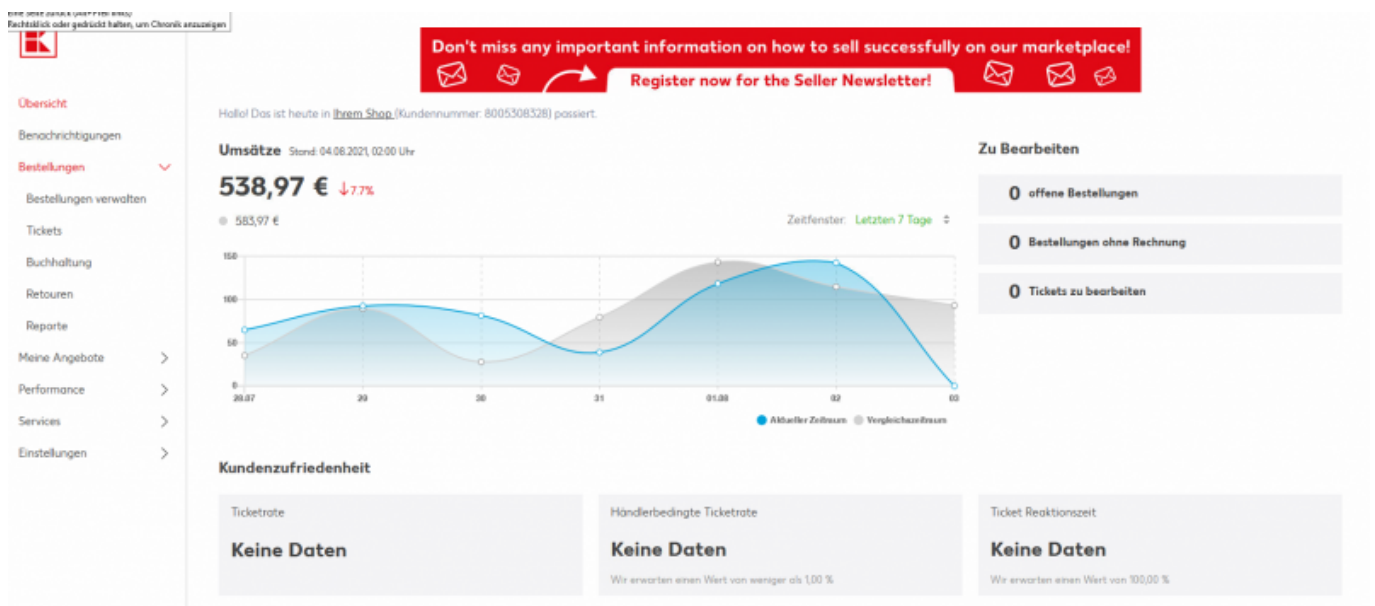 eine Seite zurück (Alt+Pfeil links)
Rechtsklick oder gedrückt halten, um Chronik anzuzeigen
K
Don't miss any important information on how to sell successfully on our marketplace!
Register now for the Seller Newsletter!
Übersicht
Benachrichtigungen
Bestellungen
Bestellungen verwalten
Tickets
Buchhaltung
Retouren
Reporte
Meine Angebote
Performance
Services
Einstellungen
Hallo! Das ist heute in Ihrem Shop (Kundennummer: 8005308328) passiert.
Umsätze Stand: 04.08.2021, 02:00 Uhr
538,97 € ↓7.7%
583,97 €
Zeitfenster: Letzten 7 Tage
150
100
50
0
28.07 29 30 31 01.08 02 03
Aktueller Zeitraum Vergleichszeitraum
Zu Bearbeiten
0 offene Bestellungen
0 Bestellungen ohne Rechnung
0 Tickets zu bearbeiten
Kundenzufriedenheit
Ticketrate
Keine Daten
Händlerbedingte Ticketrate
Keine Daten
Wir erwarten einen Wert von weniger als 1,00 %
Ticket Reaktionszeit
Keine Daten
Wir erwarten einen Wert von 100,00 %